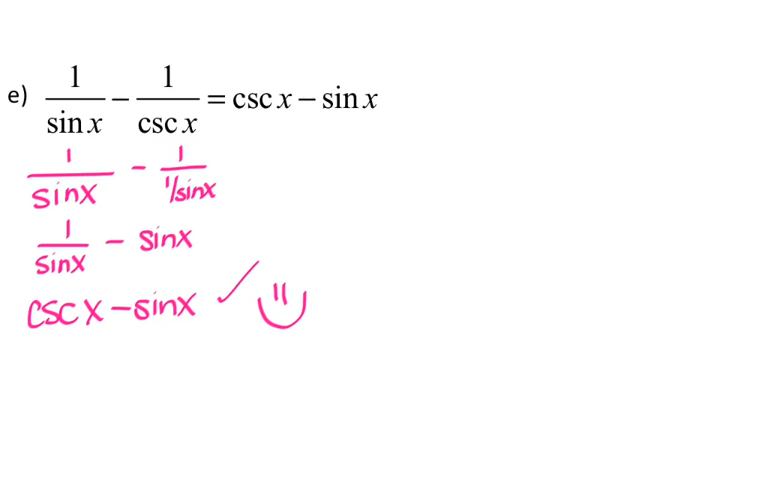 e) 1/sin x − 1/csc x = csc x − sin x
1/sinx − 1/(1/sinx)
1/sinx − sinx
cscx − sinx ✓